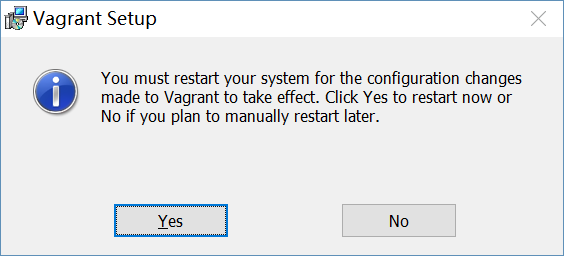 Vagrant Setup
You must restart your system for the configuration changes
made to Vagrant to take effect. Click Yes to restart now or
No if you plan to manually restart later.
Yes
No